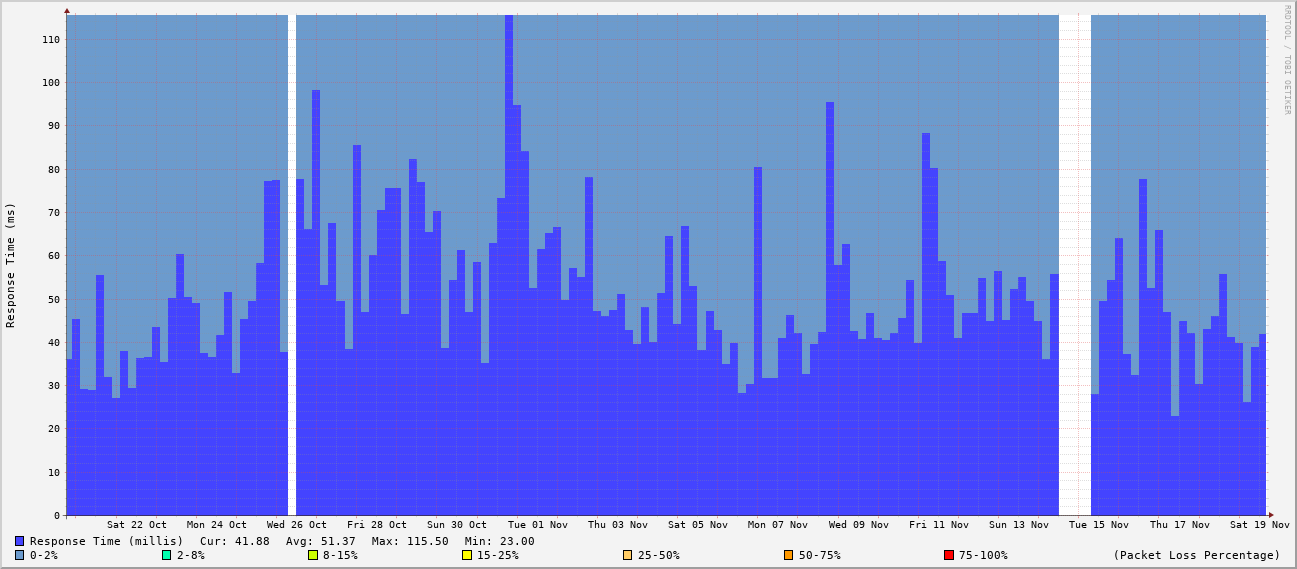 RRDTOOL / TOBI OETIKER
Response Time (ms)
110
100
90
80
70
60
50
40
30
20
10
0
Sat 22 Oct Mon 24 Oct Wed 26 Oct Fri 28 Oct Sun 30 Oct Tue 01 Nov Thu 03 Nov Sat 05 Nov Mon 07 Nov Wed 09 Nov Fri 11 Nov Sun 13 Nov Tue 15 Nov Thu 17 Nov Sat 19 Nov
Response Time (millis) Cur: 41.88 Avg: 51.37 Max: 115.50 Min: 23.00
0-2% 2-8% 8-15% 15-25% 25-50% 50-75% 75-100% (Packet Loss Percentage)